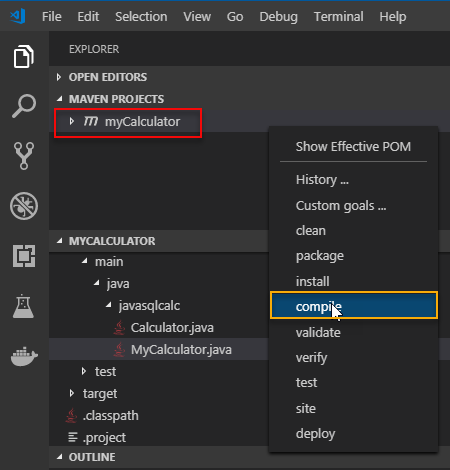 File Edit Selection View Go Debug Terminal Help
EXPLORER
OPEN EDITORS
MAVEN PROJECTS
myCalculator
Show Effective POM
History ...
Custom goals ...
clean
package
install
compile
validate
verify
test
site
deploy
MYCALCULATOR
main
java
javasqlcalc
Calculator.java
MyCalculator.java
test
target
.classpath
.project
OUTLINE